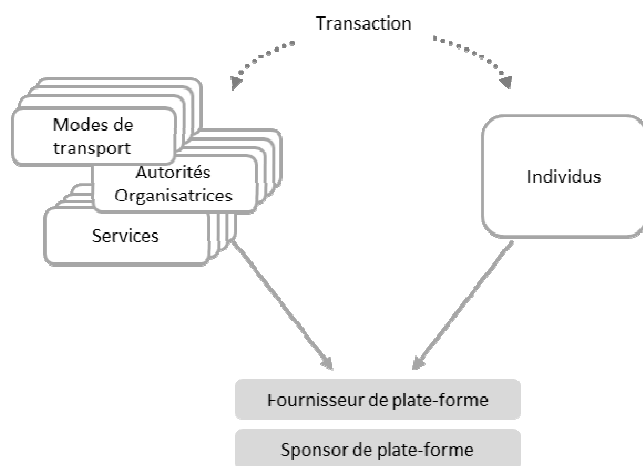 Transaction
Modes de
transport
Autorités
Organisatrices
Services
Individus
Fournisseur de plate-forme
Sponsor de plate-forme